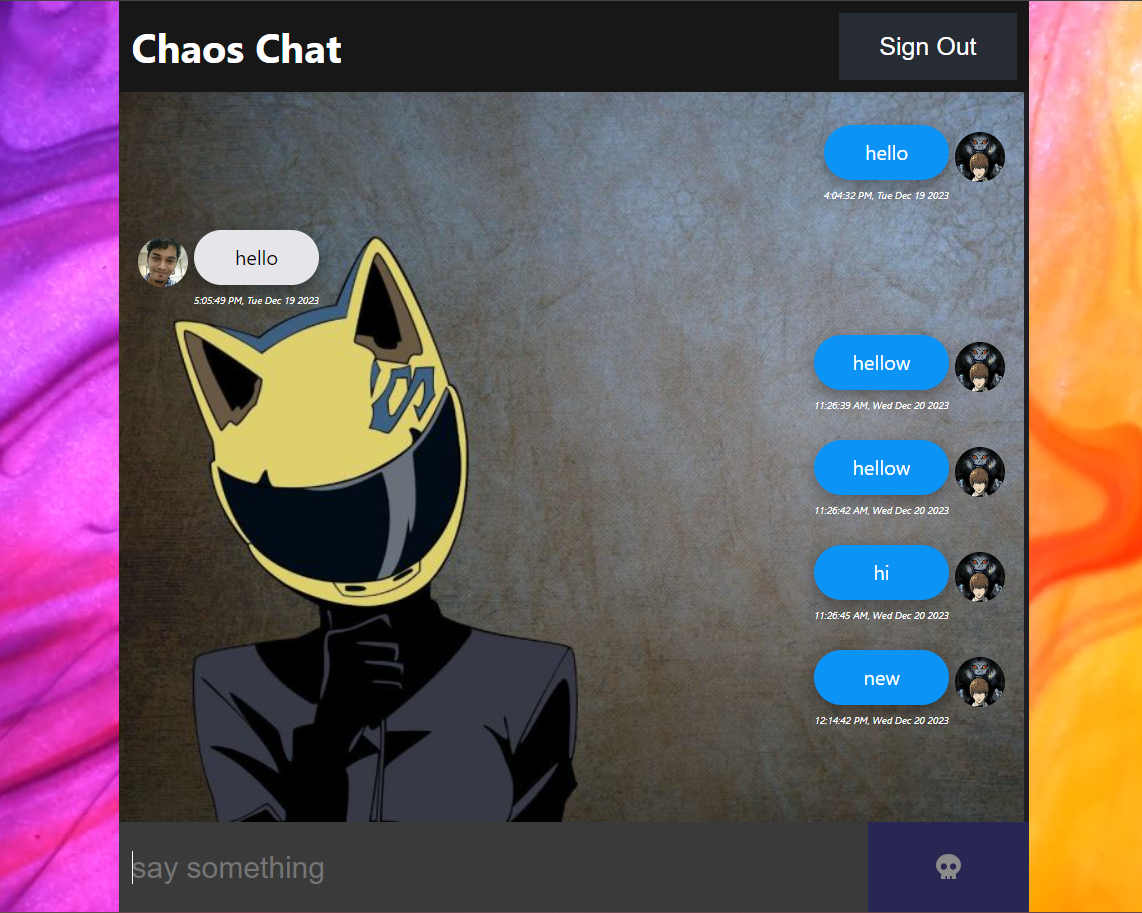 Chaos Chat
Sign Out
hello
4:04:32 PM, Tue Dec 19 2023
hello
5:05:49 PM, Tue Dec 19 2023
hellow
11:26:39 AM, Wed Dec 20 2023
hellow
11:26:42 AM, Wed Dec 20 2023
hi
11:26:45 AM, Wed Dec 20 2023
new
12:14:42 PM, Wed Dec 20 2023
say something